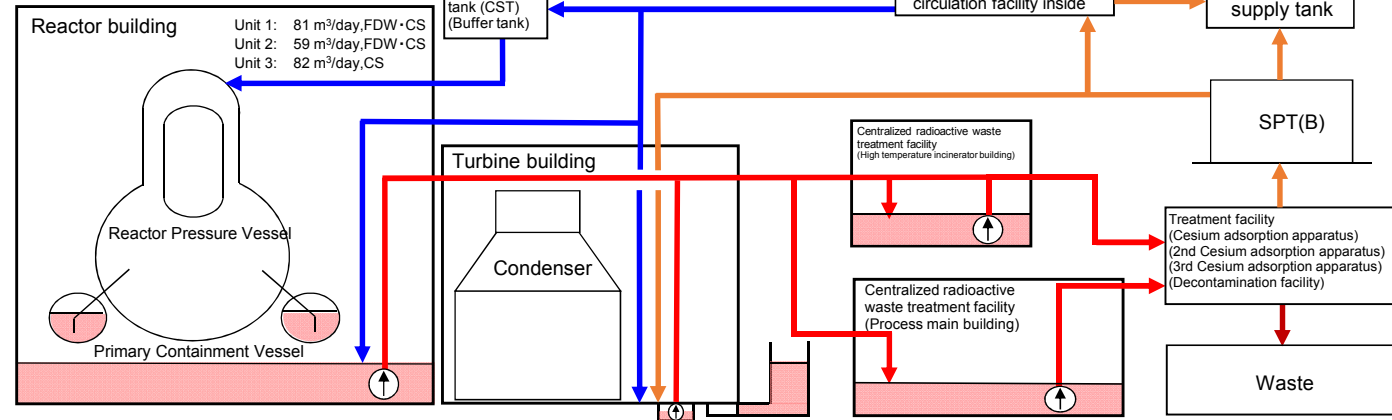 tank (CST)
(Buffer tank)
circulation facility inside
supply tank
Reactor building
Unit 1: 81 m³/day,FDW・CS
Unit 2: 59 m³/day,FDW・CS
Unit 3: 82 m³/day,CS
SPT(B)
Centralized radioactive waste
treatment facility
(High temperature incinerator building)
Turbine building
Reactor Pressure Vessel
Condenser
Treatment facility
(Cesium adsorption apparatus)
(2nd Cesium adsorption apparatus)
(3rd Cesium adsorption apparatus)
(Decontamination facility)
Centralized radioactive
waste treatment facility
(Process main building)
Primary Containment Vessel
Waste